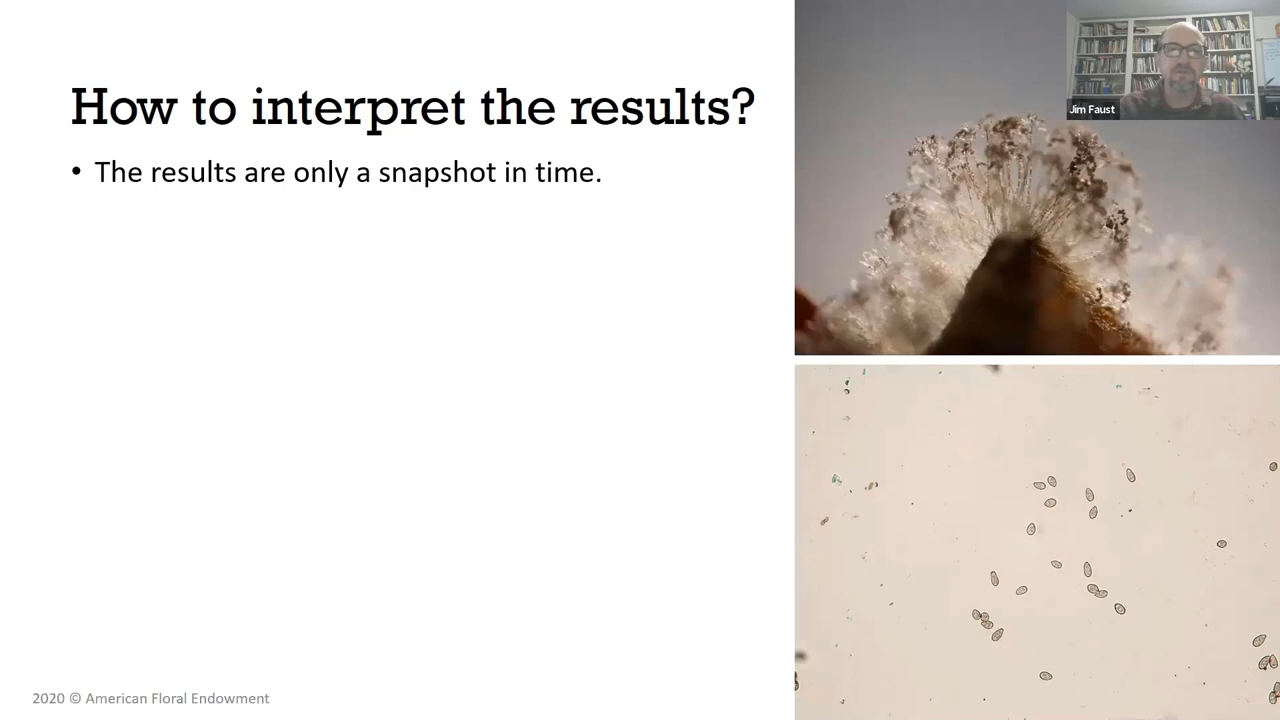 How to interpret the results?
• The results are only a snapshot in time.
Jim Faust
2020 © American Floral Endowment